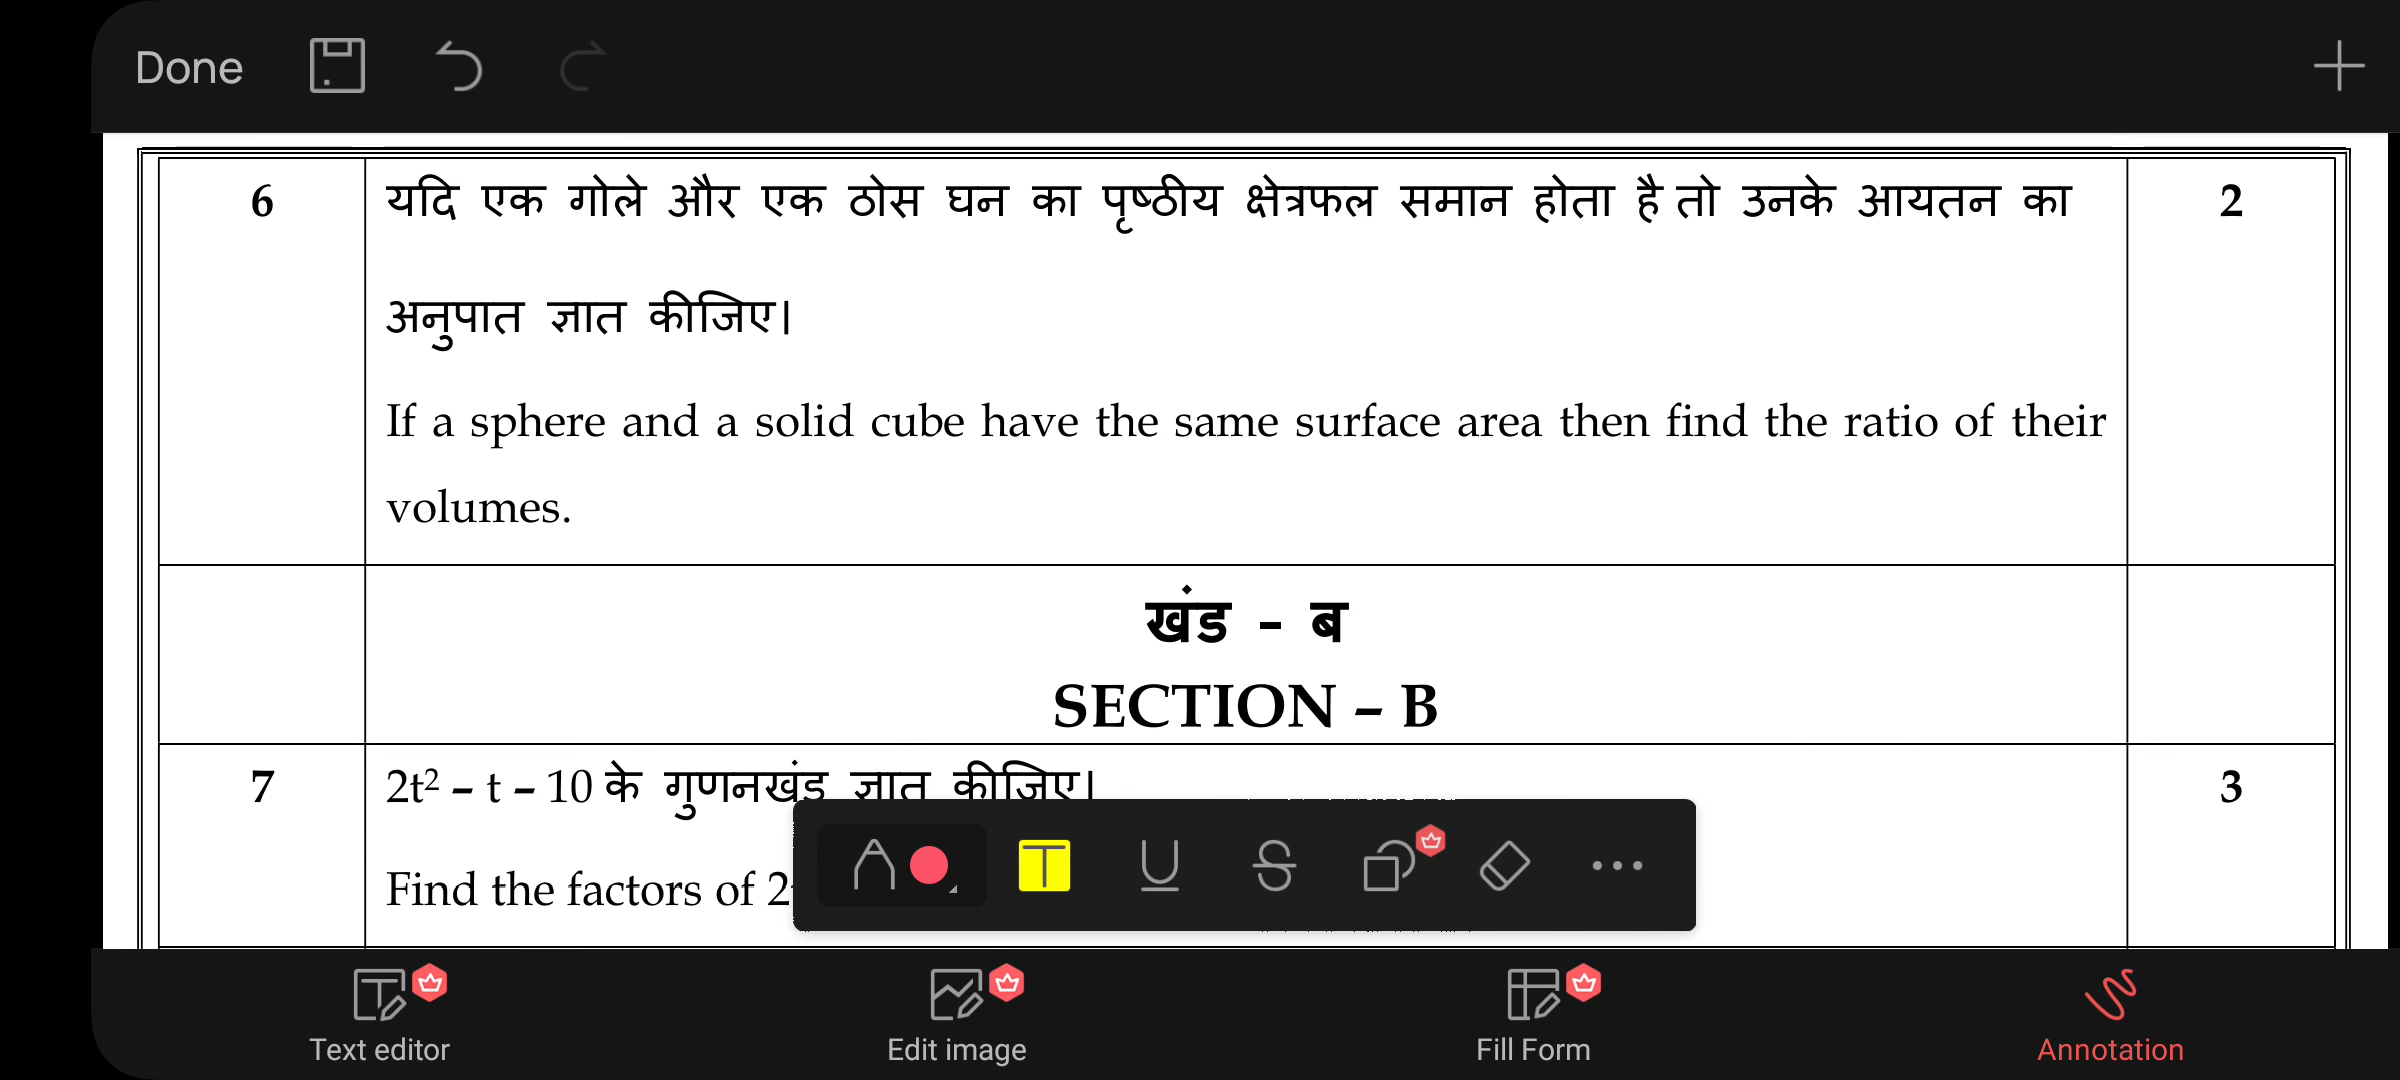 Done
6 यदि एक गोले और एक ठोस घन का पृष्ठीय क्षेत्रफल समान होता है तो उनके आयतन का 2
अनुपात ज्ञात कीजिए।
If a sphere and a solid cube have the same surface area then find the ratio of their
volumes.
खंड - ब
SECTION – B
7 2t² – t – 10 के गुणनखंड ज्ञात कीजिए। 3
Find the factors of 2
Text editor Edit image Fill Form Annotation